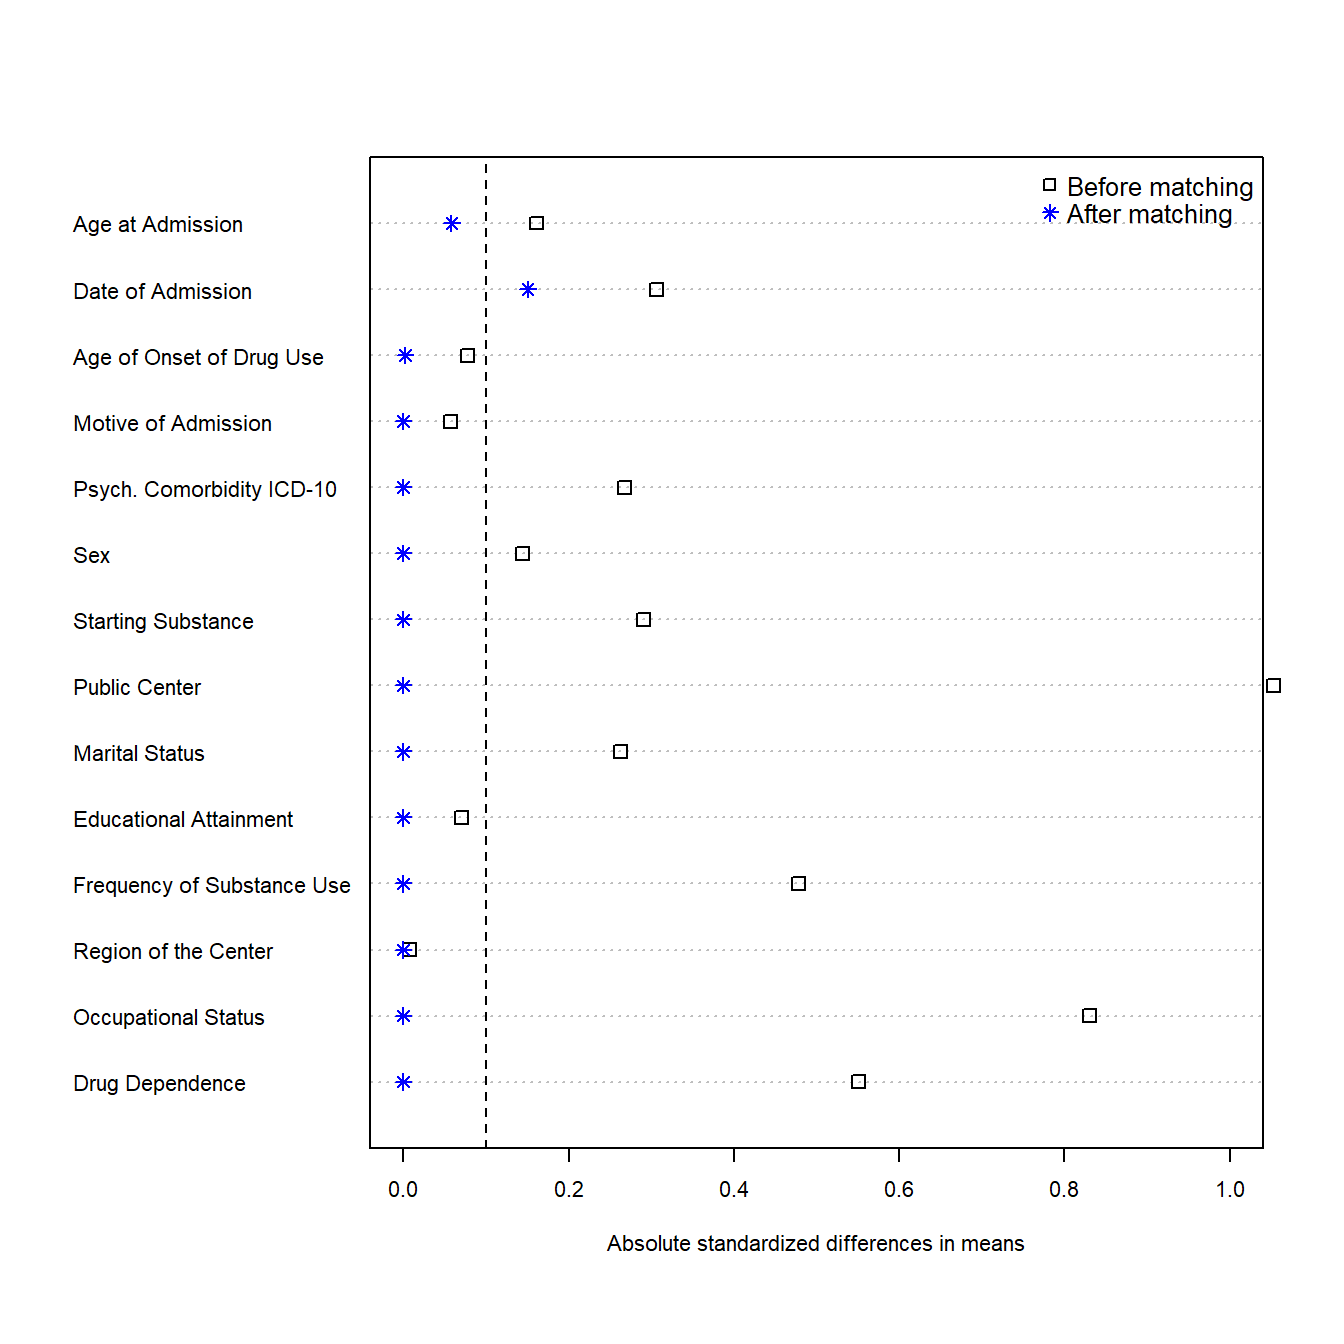 Before matching
After matching
Age at Admission
Date of Admission
Age of Onset of Drug Use
Motive of Admission
Psych. Comorbidity ICD-10
Sex
Starting Substance
Public Center
Marital Status
Educational Attainment
Frequency of Substance Use
Region of the Center
Occupational Status
Drug Dependence
0.0 0.2 0.4 0.6 0.8 1.0
Absolute standardized differences in means